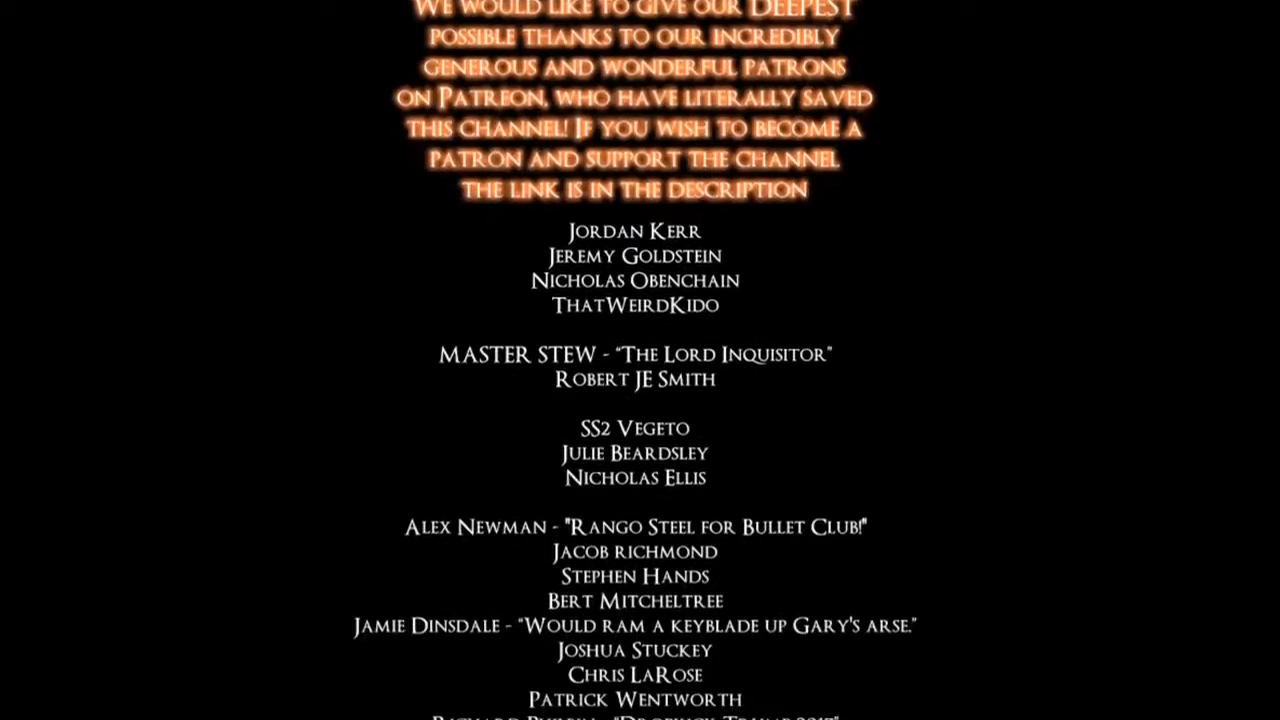 We would like to give our DEEPEST
possible thanks to our incredibly
generous and wonderful patrons
on Patreon, who have literally saved
this channel! If you wish to become a
patron and support the channel
the link is in the description
Jordan Kerr
Jeremy Goldstein
Nicholas Obenchain
ThatWeirdKido
MASTER STEW - "The Lord Inquisitor"
Robert JE Smith
SS2 Vegeto
Julie Beardsley
Nicholas Ellis
Alex Newman - "Rango Steel for Bullet Club!"
Jacob richmond
Stephen Hands
Bert Mitcheltree
Jamie Dinsdale - "Would ram a keyblade up Gary's arse."
Joshua Stuckey
Chris LaRose
Patrick Wentworth
Richard